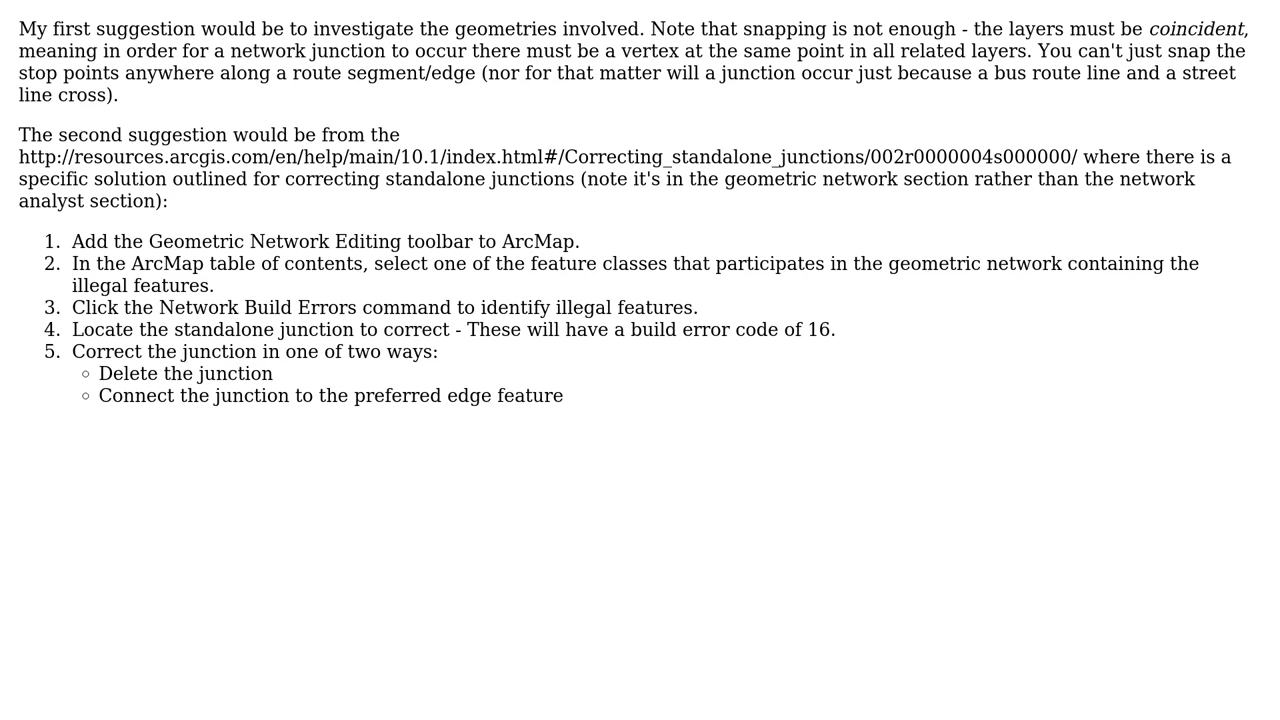 My first suggestion would be to investigate the geometries involved. Note that snapping is not enough - the layers must be coincident,
meaning in order for a network junction to occur there must be a vertex at the same point in all related layers. You can't just snap the
stop points anywhere along a route segment/edge (nor for that matter will a junction occur just because a bus route line and a street
line cross).
The second suggestion would be from the
http://resources.arcgis.com/en/help/main/10.1/index.html#/Correcting_standalone_junctions/002r0000004s000000/ where there is a
specific solution outlined for correcting standalone junctions (note it's in the geometric network section rather than the network
analyst section):
1. Add the Geometric Network Editing toolbar to ArcMap.
2. In the ArcMap table of contents, select one of the feature classes that participates in the geometric network containing the
illegal features.
3. Click the Network Build Errors command to identify illegal features.
4. Locate the standalone junction to correct - These will have a build error code of 16.
5. Correct the junction in one of two ways:
◦ Delete the junction
◦ Connect the junction to the preferred edge feature